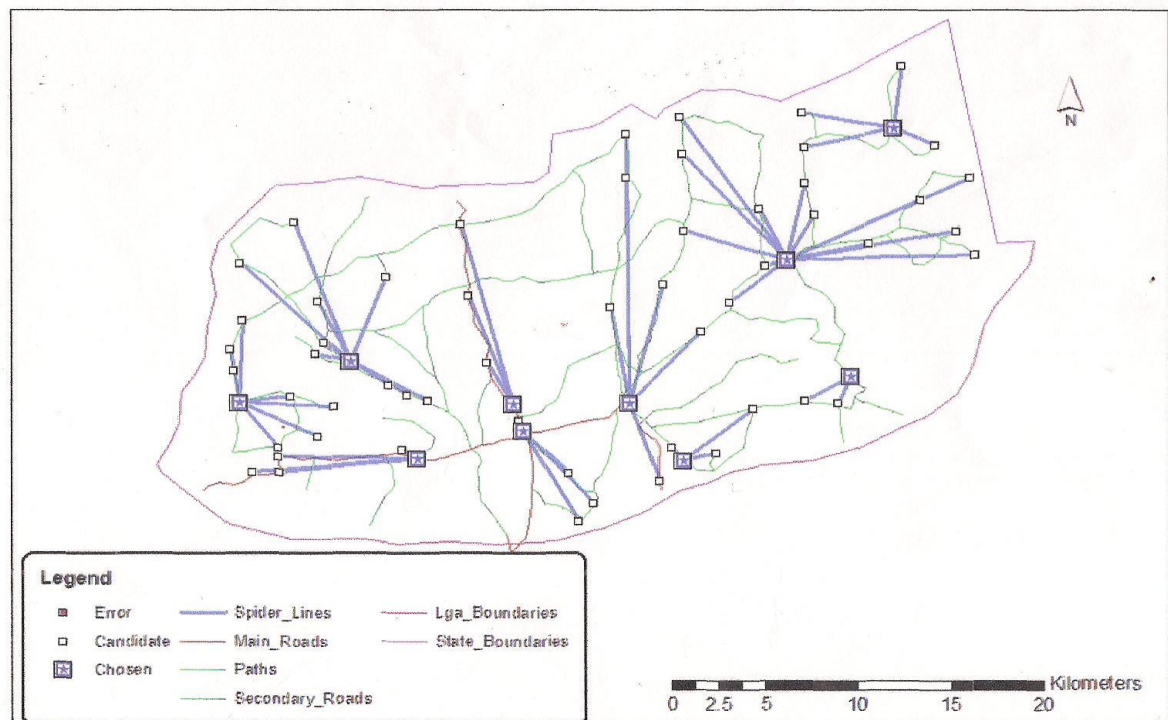 N
Legend
Error
Spider_Lines
Lga_Boundaries
Candidate
Main_Roads
State_Boundaries
Chosen
Paths
Secondary_Roads
Kilometers
0 2.5 5 10 15 20